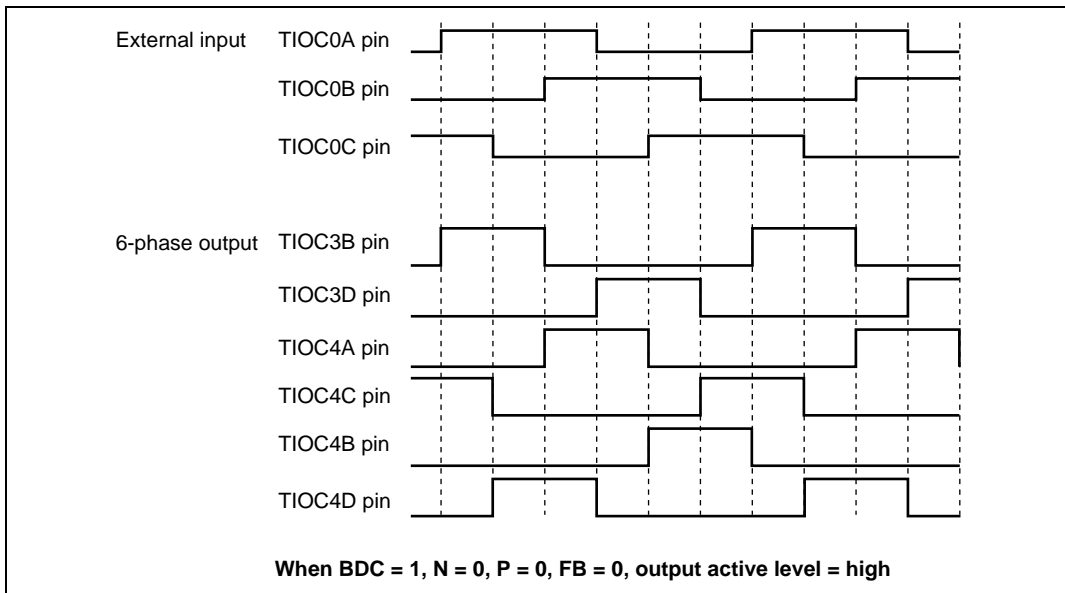 External input TIOC0A pin
TIOC0B pin
TIOC0C pin
6-phase output TIOC3B pin
TIOC3D pin
TIOC4A pin
TIOC4C pin
TIOC4B pin
TIOC4D pin
When BDC = 1, N = 0, P = 0, FB = 0, output active level = high